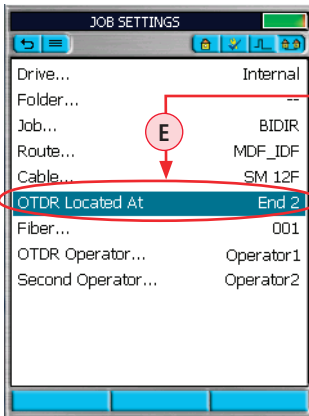 JOB SETTINGS
Drive... Internal
Folder... --
Job... BIDIR
E
Route... MDF_IDF
Cable... SM 12F
OTDR Located At End 2
Fiber... 001
OTDR Operator... Operator1
Second Operator... Operator2